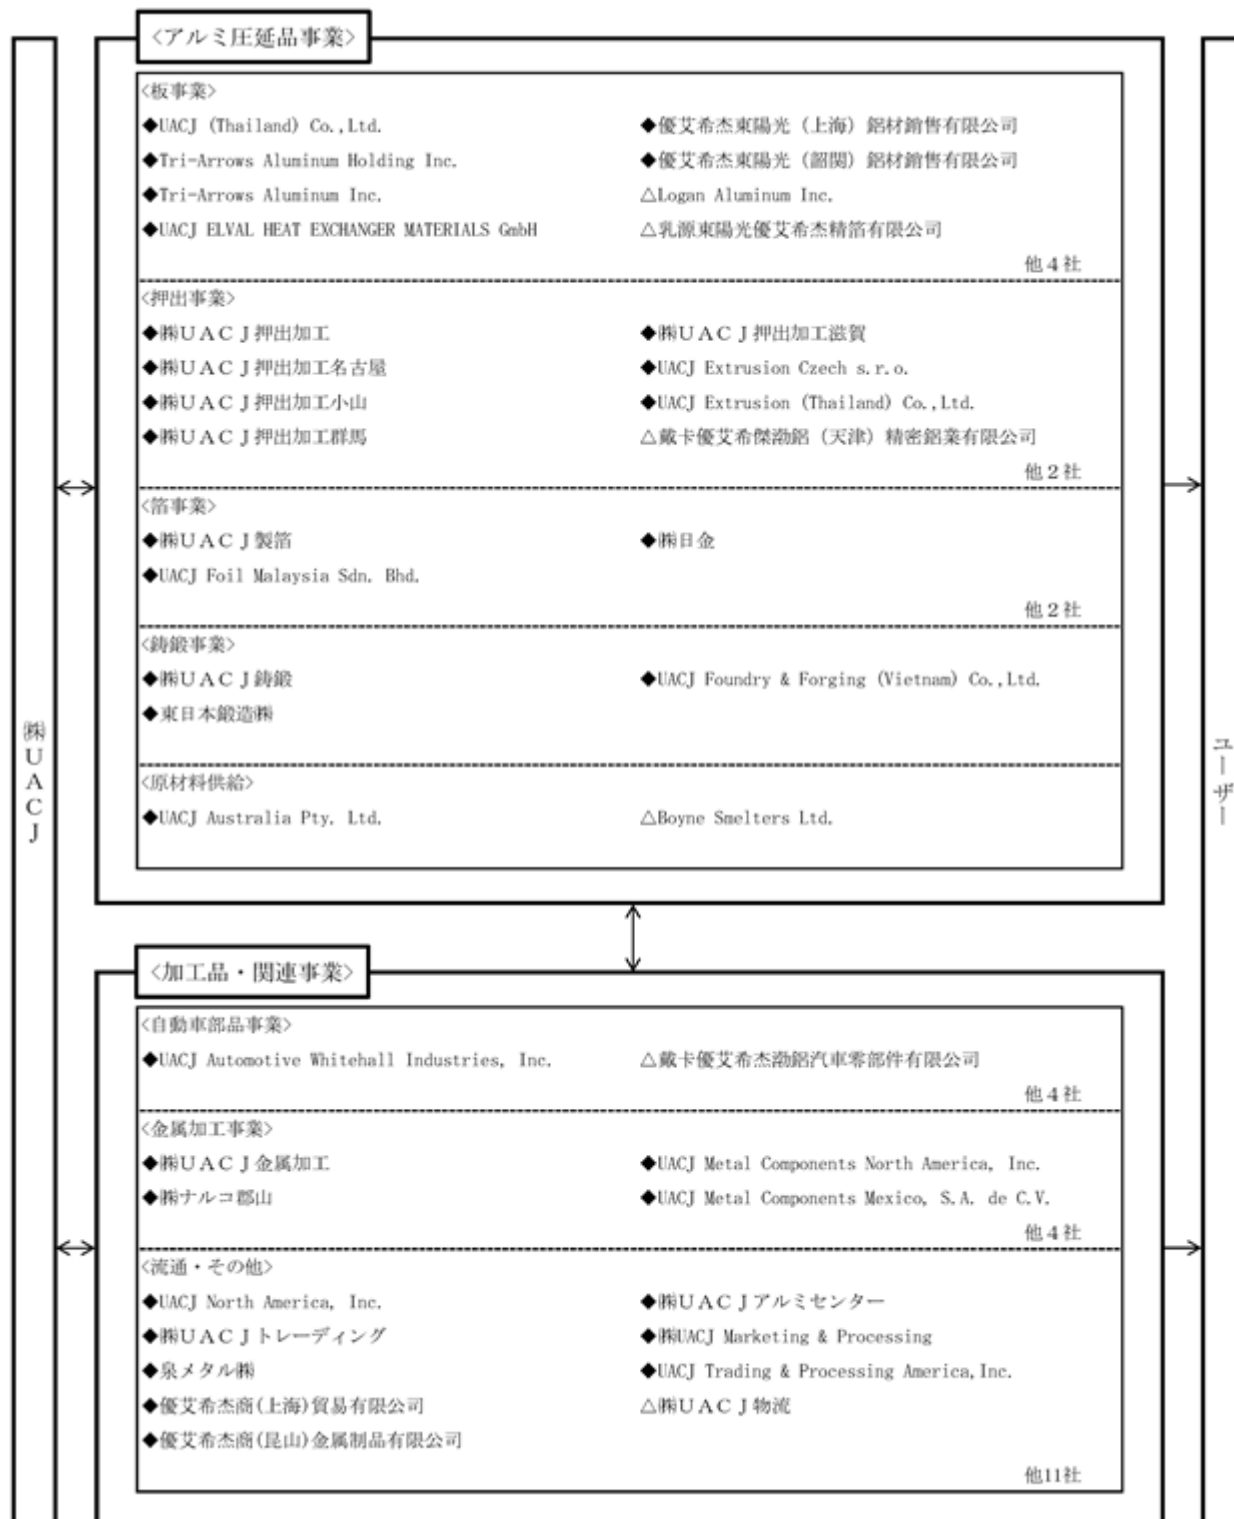 <アルミ圧延品事業>
<板事業>
◆UACJ (Thailand) Co.,Ltd. ◆優艾希杰東陽光（上海）鋁材銷售有限公司
◆Tri-Arrows Aluminum Holding Inc. ◆優艾希杰東陽光（韶関）鋁材銷售有限公司
◆Tri-Arrows Aluminum Inc. △Logan Aluminum Inc.
◆UACJ ELVAL HEAT EXCHANGER MATERIALS GmbH △乳源東陽光優艾希杰精箔有限公司
他４社
<押出事業>
◆㈱ＵＡＣＪ押出加工 ◆㈱ＵＡＣＪ押出加工滋賀
◆㈱ＵＡＣＪ押出加工名古屋 ◆UACJ Extrusion Czech s.r.o.
◆㈱ＵＡＣＪ押出加工小山 ◆UACJ Extrusion (Thailand) Co.,Ltd.
◆㈱ＵＡＣＪ押出加工群馬 △戴卡優艾希傑渤鋁（天津）精密鋁業有限公司
他２社
<箔事業>
◆㈱ＵＡＣＪ製箔 ◆㈱日金
◆UACJ Foil Malaysia Sdn. Bhd.
他２社
<鋳鍛事業>
◆㈱ＵＡＣＪ鋳鍛 ◆UACJ Foundry & Forging (Vietnam) Co.,Ltd.
◆東日本鍛造㈱
<原材料供給>
◆UACJ Australia Pty. Ltd. △Boyne Smelters Ltd.
㈱ＵＡＣＪ
ユーザー
<加工品・関連事業>
<自動車部品事業>
◆UACJ Automotive Whitehall Industries, Inc. △戴卡優艾希杰渤鋁汽車零部件有限公司
他４社
<金属加工事業>
◆㈱ＵＡＣＪ金属加工 ◆UACJ Metal Components North America, Inc.
◆㈱ナルコ郡山 ◆UACJ Metal Components Mexico, S.A. de C.V.
他４社
<流通・その他>
◆UACJ North America, Inc. ◆㈱ＵＡＣＪアルミセンター
◆㈱ＵＡＣＪトレーディング ◆㈱UACJ Marketing & Processing
◆泉メタル㈱ ◆UACJ Trading & Processing America,Inc.
◆優艾希杰商(上海)貿易有限公司 △㈱ＵＡＣＪ物流
◆優艾希杰商(昆山)金属制品有限公司
他11社